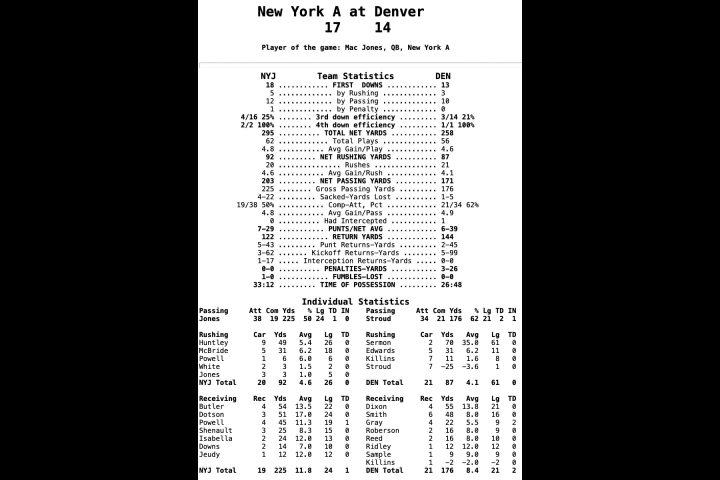 New York A at Denver
17 14
Player of the game: Mac Jones, QB, New York A
NYJ Team Statistics DEN
18 ........... FIRST DOWNS ............ 13
5 ............ by Rushing ............ 3
12 ............ by Passing ............ 10
1 ............ by Penalty ............ 0
4/16 25% ........ 3rd down efficiency ........ 3/14 21%
2/2 100% ........ 4th down efficiency ........ 1/1 100%
295 .......... TOTAL NET YARDS .......... 258
62 ............ Total Plays ............ 56
4.8 ........... Avg Gain/Play ........... 4.6
92 ......... NET RUSHING YARDS ......... 87
20 .............. Rushes .............. 21
4.6 ........... Avg Gain/Rush ........... 4.1
203 ......... NET PASSING YARDS ......... 171
225 ........ Gross Passing Yards ........ 176
4-22 ......... Sacked-Yards Lost ......... 1-5
19/38 50% ........... Comp-Att, Pct ........... 21/34 62%
4.8 ........... Avg Gain/Pass ........... 4.9
0 .......... Had Intercepted .......... 1
7-29 ........... PUNTS/NET AVG ........... 6-39
122 ............ RETURN YARDS ............ 144
5-43 ........ Punt Returns-Yards ........ 2-45
3-62 ....... Kickoff Returns-Yards ....... 5-99
1-17 .... Interception Returns-Yards .... 0-0
0-0 .......... PENALTIES-YARDS .......... 3-26
1-0 ........... FUMBLES-LOST ............ 0-0
33:12 ......... TIME OF POSSESSION ......... 26:48
Individual Statistics
Passing Att Com Yds % Lg TD IN Passing Att Com Yds % Lg TD IN
Jones 38 19 225 50 24 1 0 Stroud 34 21 176 62 21 2 1
Rushing Car Yds Avg Lg TD Rushing Car Yds Avg Lg TD
Huntley 9 49 5.4 26 0 Sermon 2 70 35.0 61 0
McBride 5 31 6.2 18 0 Edwards 5 31 6.2 11 0
Powell 1 6 6.0 6 0 Killins 7 11 1.6 8 0
White 2 3 1.5 2 0 Stroud 7 -25 -3.6 1 0
Jones 3 3 1.0 5 0
NYJ Total 20 92 4.6 26 0 DEN Total 21 87 4.1 61 0
Receiving Rec Yds Avg Lg TD Receiving Rec Yds Avg Lg TD
Butler 4 54 13.5 22 0 Dixon 4 55 13.8 21 0
Dotson 3 51 17.0 24 0 Smith 6 48 8.0 16 0
Powell 4 45 11.3 19 1 Gray 4 22 5.5 9 2
Shenault 3 25 8.3 15 0 Roberson 2 16 8.0 9 0
Isabella 2 24 12.0 13 0 Reed 2 16 8.0 10 0
Downs 2 14 7.0 10 0 Ridley 1 12 12.0 12 0
Jeudy 1 12 12.0 12 0 Sample 1 9 9.0 9 0
Killins 1 -2 -2.0 -2 0
NYJ Total 19 225 11.8 24 1 DEN Total 21 176 8.4 21 2